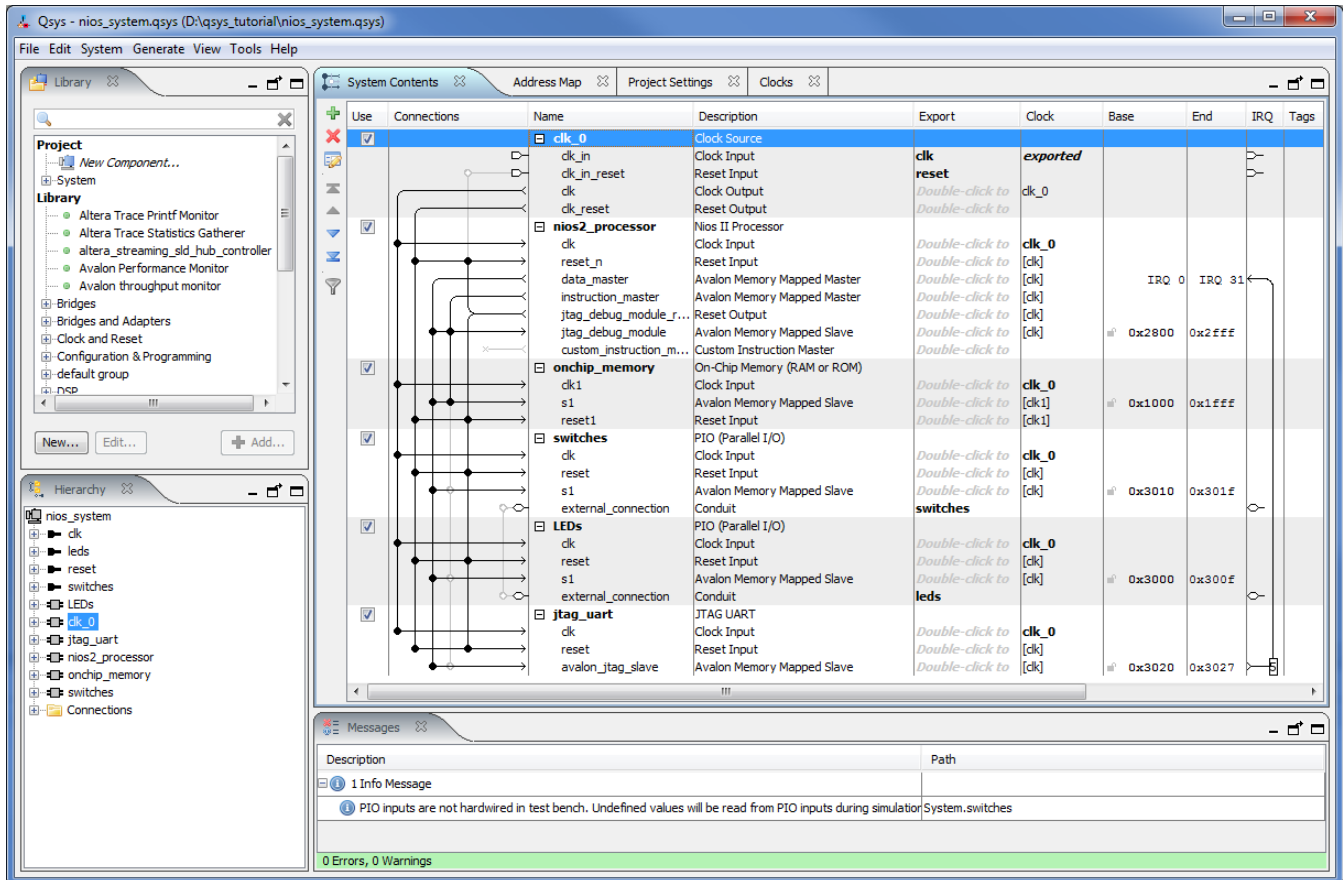 Qsys - nios_system.qsys (D:\qsys_tutorial\nios_system.qsys)
File Edit System Generate View Tools Help
Library
Project
New Component...
System
Library
Altera Trace Printf Monitor
Altera Trace Statistics Gatherer
altera_streaming_sld_hub_controller
Avalon Performance Monitor
Avalon throughput monitor
Bridges
Bridges and Adapters
Clock and Reset
Configuration & Programming
default group
DSP
New... Edit... Add...
Hierarchy
nios_system
clk
leds
reset
switches
LEDs
clk_0
jtag_uart
nios2_processor
onchip_memory
switches
Connections
System Contents Address Map Project Settings Clocks
Use Connections Name Description Export Clock Base End IRQ Tags
clk_0 Clock Source
clk_in Clock Input clk exported
clk_in_reset Reset Input reset
clk Clock Output Double-click to clk_0
clk_reset Reset Output Double-click to
nios2_processor Nios II Processor
clk Clock Input Double-click to clk_0
reset_n Reset Input Double-click to [clk]
data_master Avalon Memory Mapped Master Double-click to [clk] IRQ 0 IRQ 31
instruction_master Avalon Memory Mapped Master Double-click to [clk]
jtag_debug_module_r... Reset Output Double-click to [clk]
jtag_debug_module Avalon Memory Mapped Slave Double-click to [clk] 0x2800 0x2fff
custom_instruction_m... Custom Instruction Master Double-click to
onchip_memory On-Chip Memory (RAM or ROM)
clk1 Clock Input Double-click to clk_0
s1 Avalon Memory Mapped Slave Double-click to [clk1] 0x1000 0x1fff
reset1 Reset Input Double-click to [clk1]
switches PIO (Parallel I/O)
clk Clock Input Double-click to clk_0
reset Reset Input Double-click to [clk]
s1 Avalon Memory Mapped Slave Double-click to [clk] 0x3010 0x301f
external_connection Conduit switches
LEDs PIO (Parallel I/O)
clk Clock Input Double-click to clk_0
reset Reset Input Double-click to [clk]
s1 Avalon Memory Mapped Slave Double-click to [clk] 0x3000 0x300f
external_connection Conduit leds
jtag_uart JTAG UART
clk Clock Input Double-click to clk_0
reset Reset Input Double-click to [clk]
avalon_jtag_slave Avalon Memory Mapped Slave Double-click to [clk] 0x3020 0x3027 5
Messages
Description Path
1 Info Message
PIO inputs are not hardwired in test bench. Undefined values will be read from PIO inputs during simulation System.switches
0 Errors, 0 Warnings